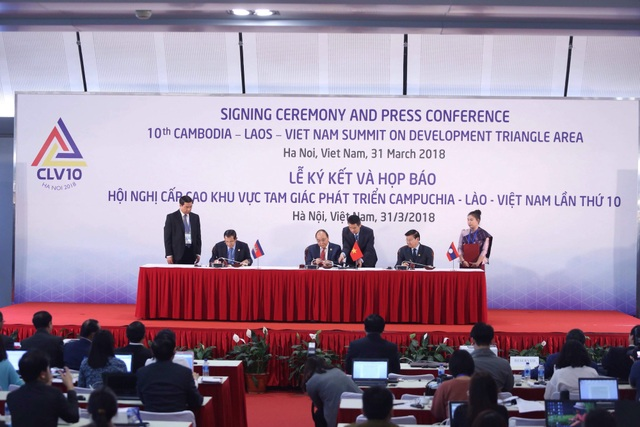 SIGNING CEREMONY AND PRESS CONFERENCE
10th CAMBODIA – LAOS – VIET NAM SUMMIT ON DEVELOPMENT TRIANGLE AREA
Ha Noi, Viet Nam, 31 March 2018
CLV10
HA NOI 2018
LỄ KÝ KẾT VÀ HỌP BÁO
HỘI NGHỊ CẤP CAO KHU VỰC TAM GIÁC PHÁT TRIỂN CAMPUCHIA - LÀO - VIỆT NAM LẦN THỨ 10
Hà Nội, Việt Nam, 31/3/2018